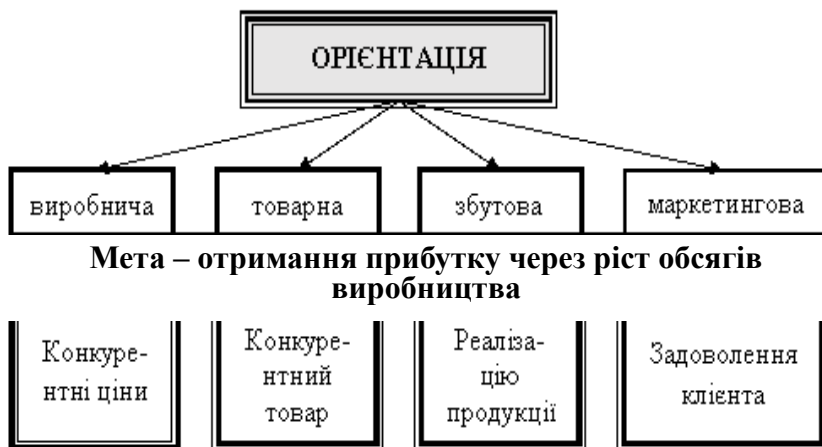 ОРІЄНТАЦІЯ
виробнича
товарна
збутова
маркетингова
Мета – отримання прибутку через ріст обсягів
виробництва
Конкуре-
нтні ціни
Конкуре-
нтний
товар
Реаліза-
цію
продукції
Задоволення
клієнта